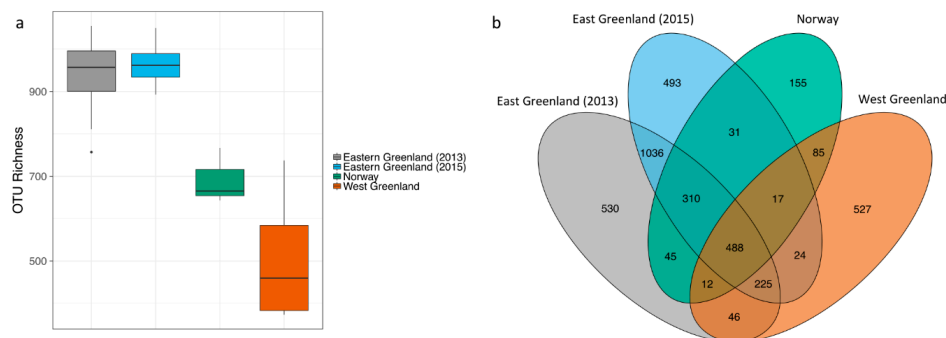 a
OTU Richness
900
700
500
Eastern Greenland (2013)
Eastern Greenland (2015)
Norway
West Greenland
b
East Greenland (2015)
Norway
East Greenland (2013)
West Greenland
493
155
31
1036
85
310
17
530
527
488
45
24
12
225
46